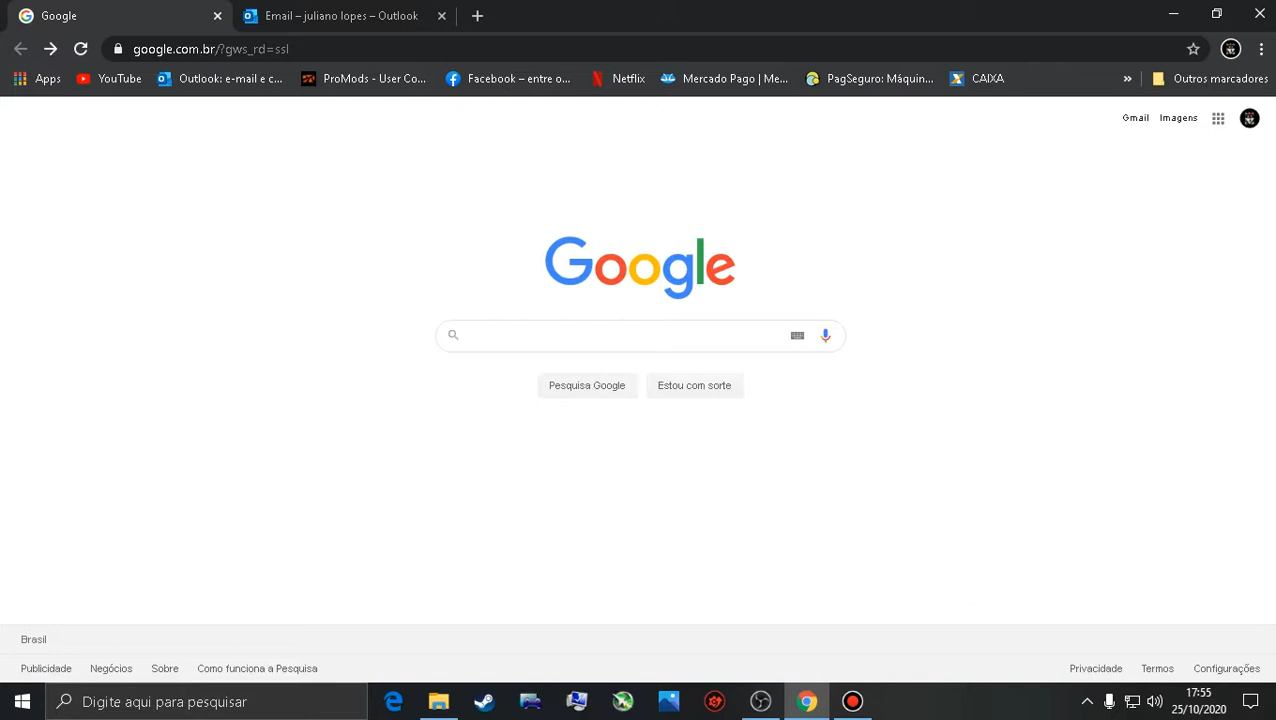 Google
Email – juliano lopes – Outlook
google.com.br/?gws_rd=ssl
Apps
YouTube
Outlook: e-mail e c...
ProMods - User Co...
Facebook – entre o...
Netflix
Mercado Pago | Me...
PagSeguro: Máquin...
CAIXA
»
Outros marcadores
Gmail
Imagens
Google
Pesquisa Google
Estou com sorte
Brasil
Publicidade
Negócios
Sobre
Como funciona a Pesquisa
Privacidade
Termos
Configurações
Digite aqui para pesquisar
17:55
25/10/2020